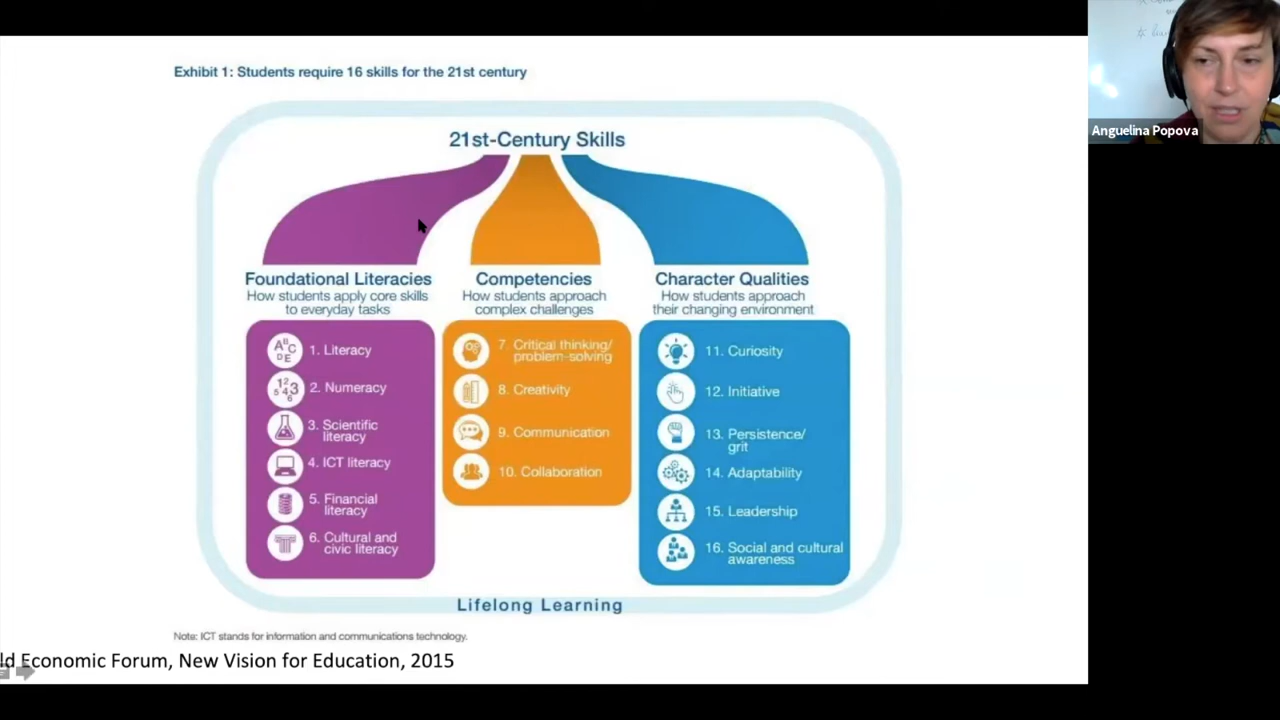 Exhibit 1: Students require 16 skills for the 21st century
21st-Century Skills
Foundational Literacies
How students apply core skills
to everyday tasks
ABC
DE
1. Literacy
2. Numeracy
3. Scientific
literacy
4. ICT literacy
5. Financial
literacy
6. Cultural and
civic literacy
Competencies
How students approach
complex challenges
7. Critical thinking/
problem-solving
8. Creativity
9. Communication
10. Collaboration
Character Qualities
How students approach
their changing environment
11. Curiosity
12. Initiative
13. Persistence/
grit
14. Adaptability
15. Leadership
16. Social and cultural
awareness
Lifelong Learning
Note: ICT stands for information and communications technology.
ld Economic Forum, New Vision for Education, 2015
Anguelina Popova